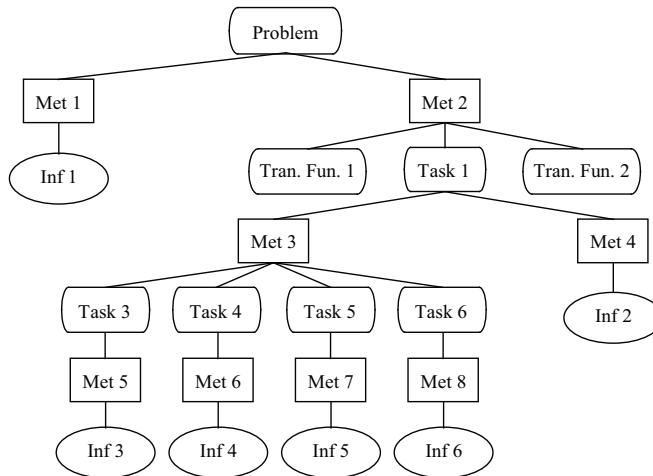 Problem
Met 1
Met 2
Inf 1
Tran. Fun. 1
Task 1
Tran. Fun. 2
Met 3
Met 4
Task 3
Task 4
Task 5
Task 6
Inf 2
Met 5
Met 6
Met 7
Met 8
Inf 3
Inf 4
Inf 5
Inf 6